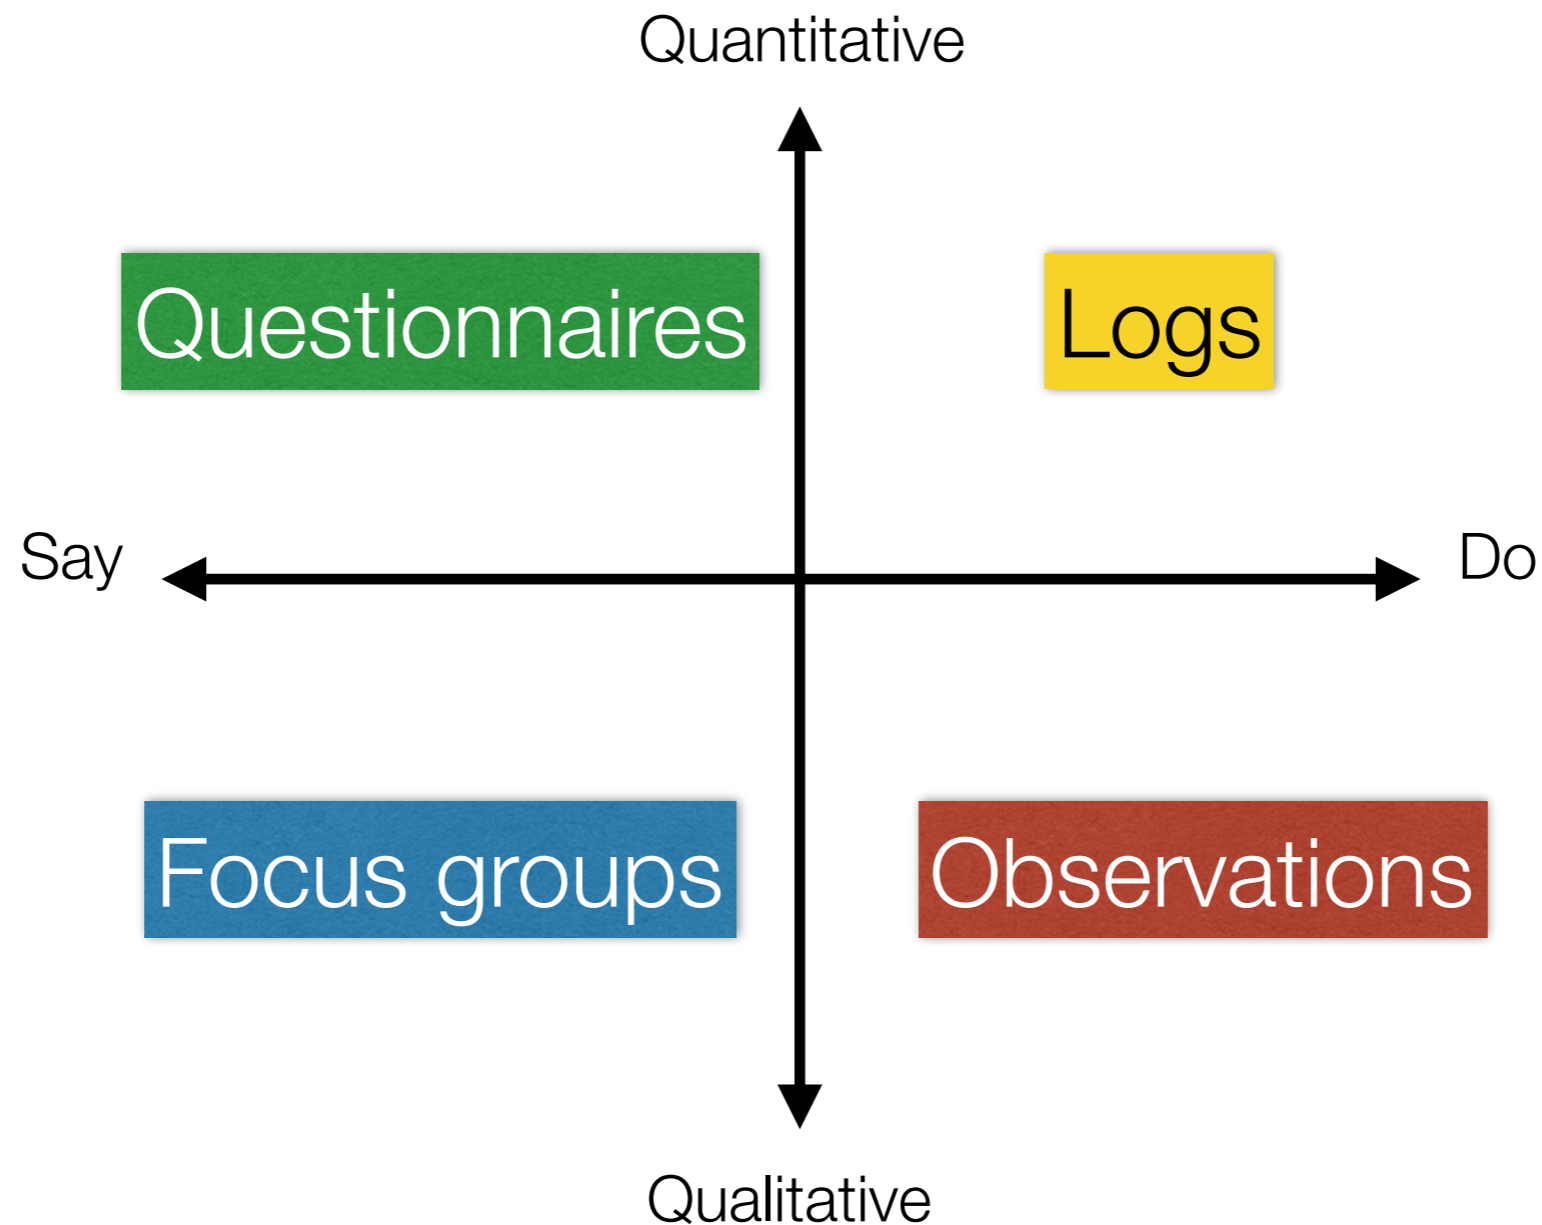 Quantitative
Questionnaires
Logs
Say
Do
Focus groups
Observations
Qualitative